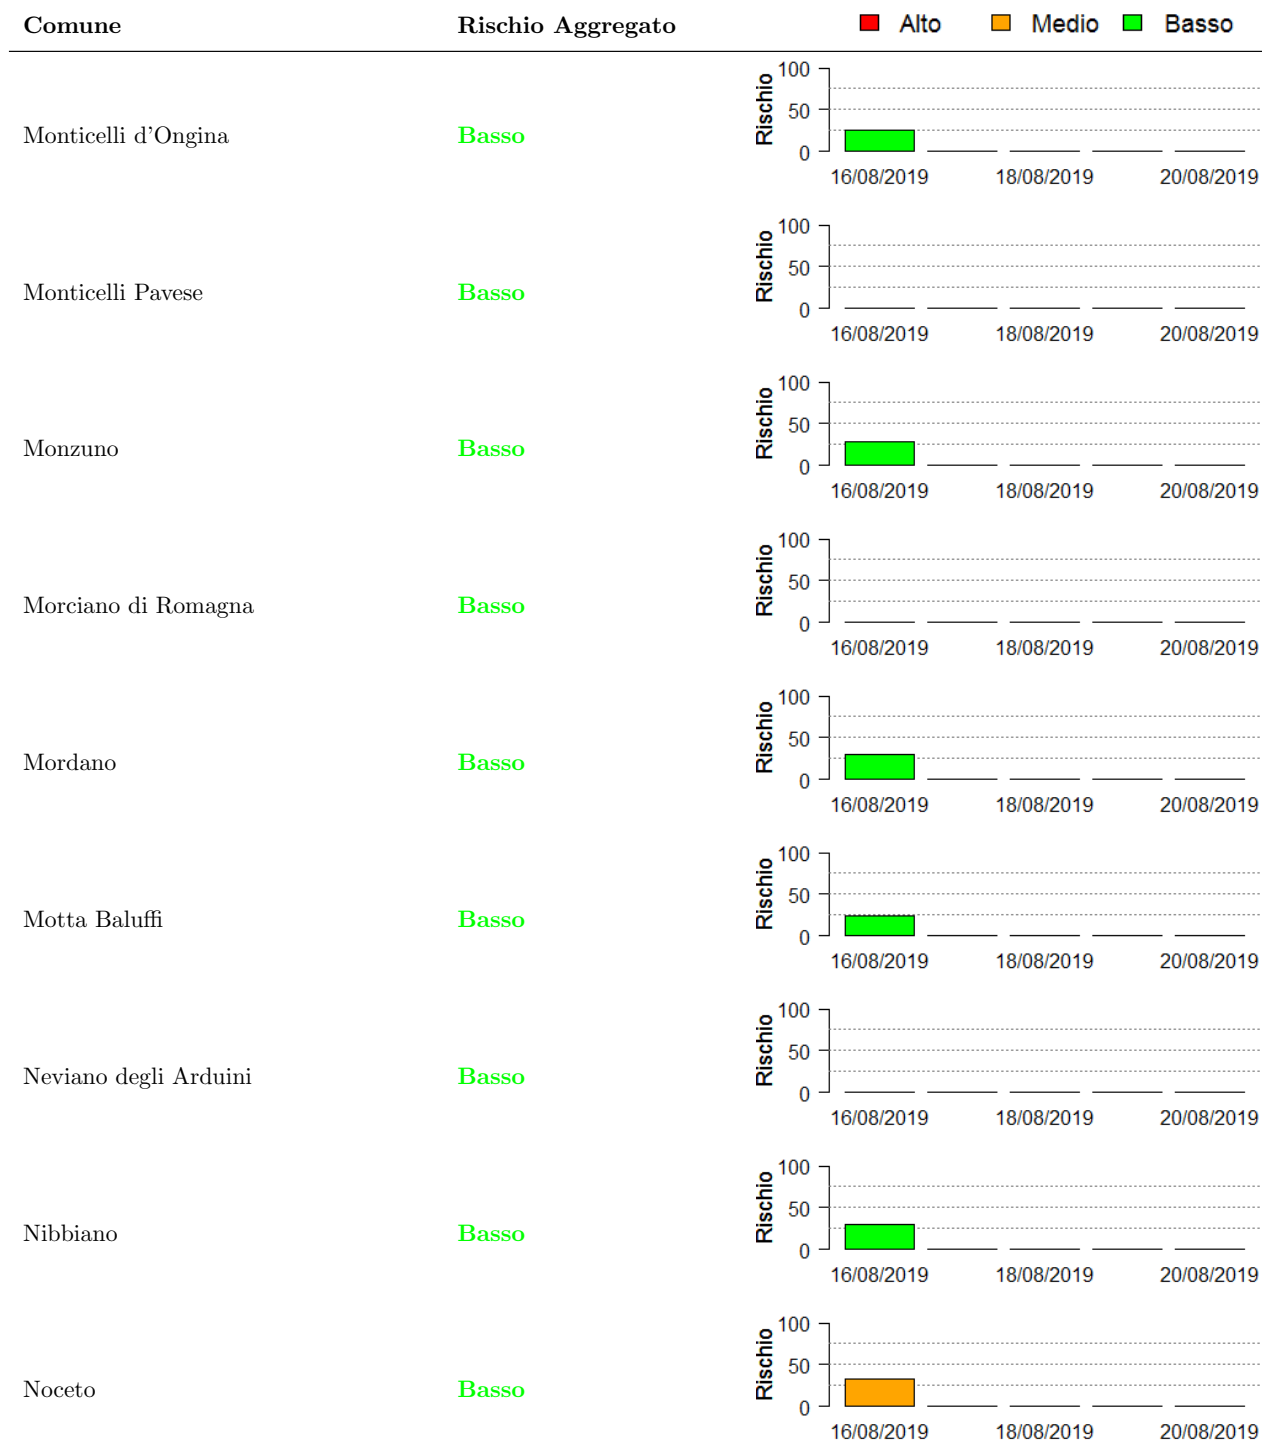 Comune Rischio Aggregato Alto Medio Basso
Monticelli d'Ongina Basso
Rischio
100
50
0
16/08/2019 18/08/2019 20/08/2019
Monticelli Pavese Basso
Rischio
100
50
0
16/08/2019 18/08/2019 20/08/2019
Monzuno Basso
Rischio
100
50
0
16/08/2019 18/08/2019 20/08/2019
Morciano di Romagna Basso
Rischio
100
50
0
16/08/2019 18/08/2019 20/08/2019
Mordano Basso
Rischio
100
50
0
16/08/2019 18/08/2019 20/08/2019
Motta Baluffi Basso
Rischio
100
50
0
16/08/2019 18/08/2019 20/08/2019
Neviano degli Arduini Basso
Rischio
100
50
0
16/08/2019 18/08/2019 20/08/2019
Nibbiano Basso
Rischio
100
50
0
16/08/2019 18/08/2019 20/08/2019
Noceto Basso
Rischio
100
50
0
16/08/2019 18/08/2019 20/08/2019